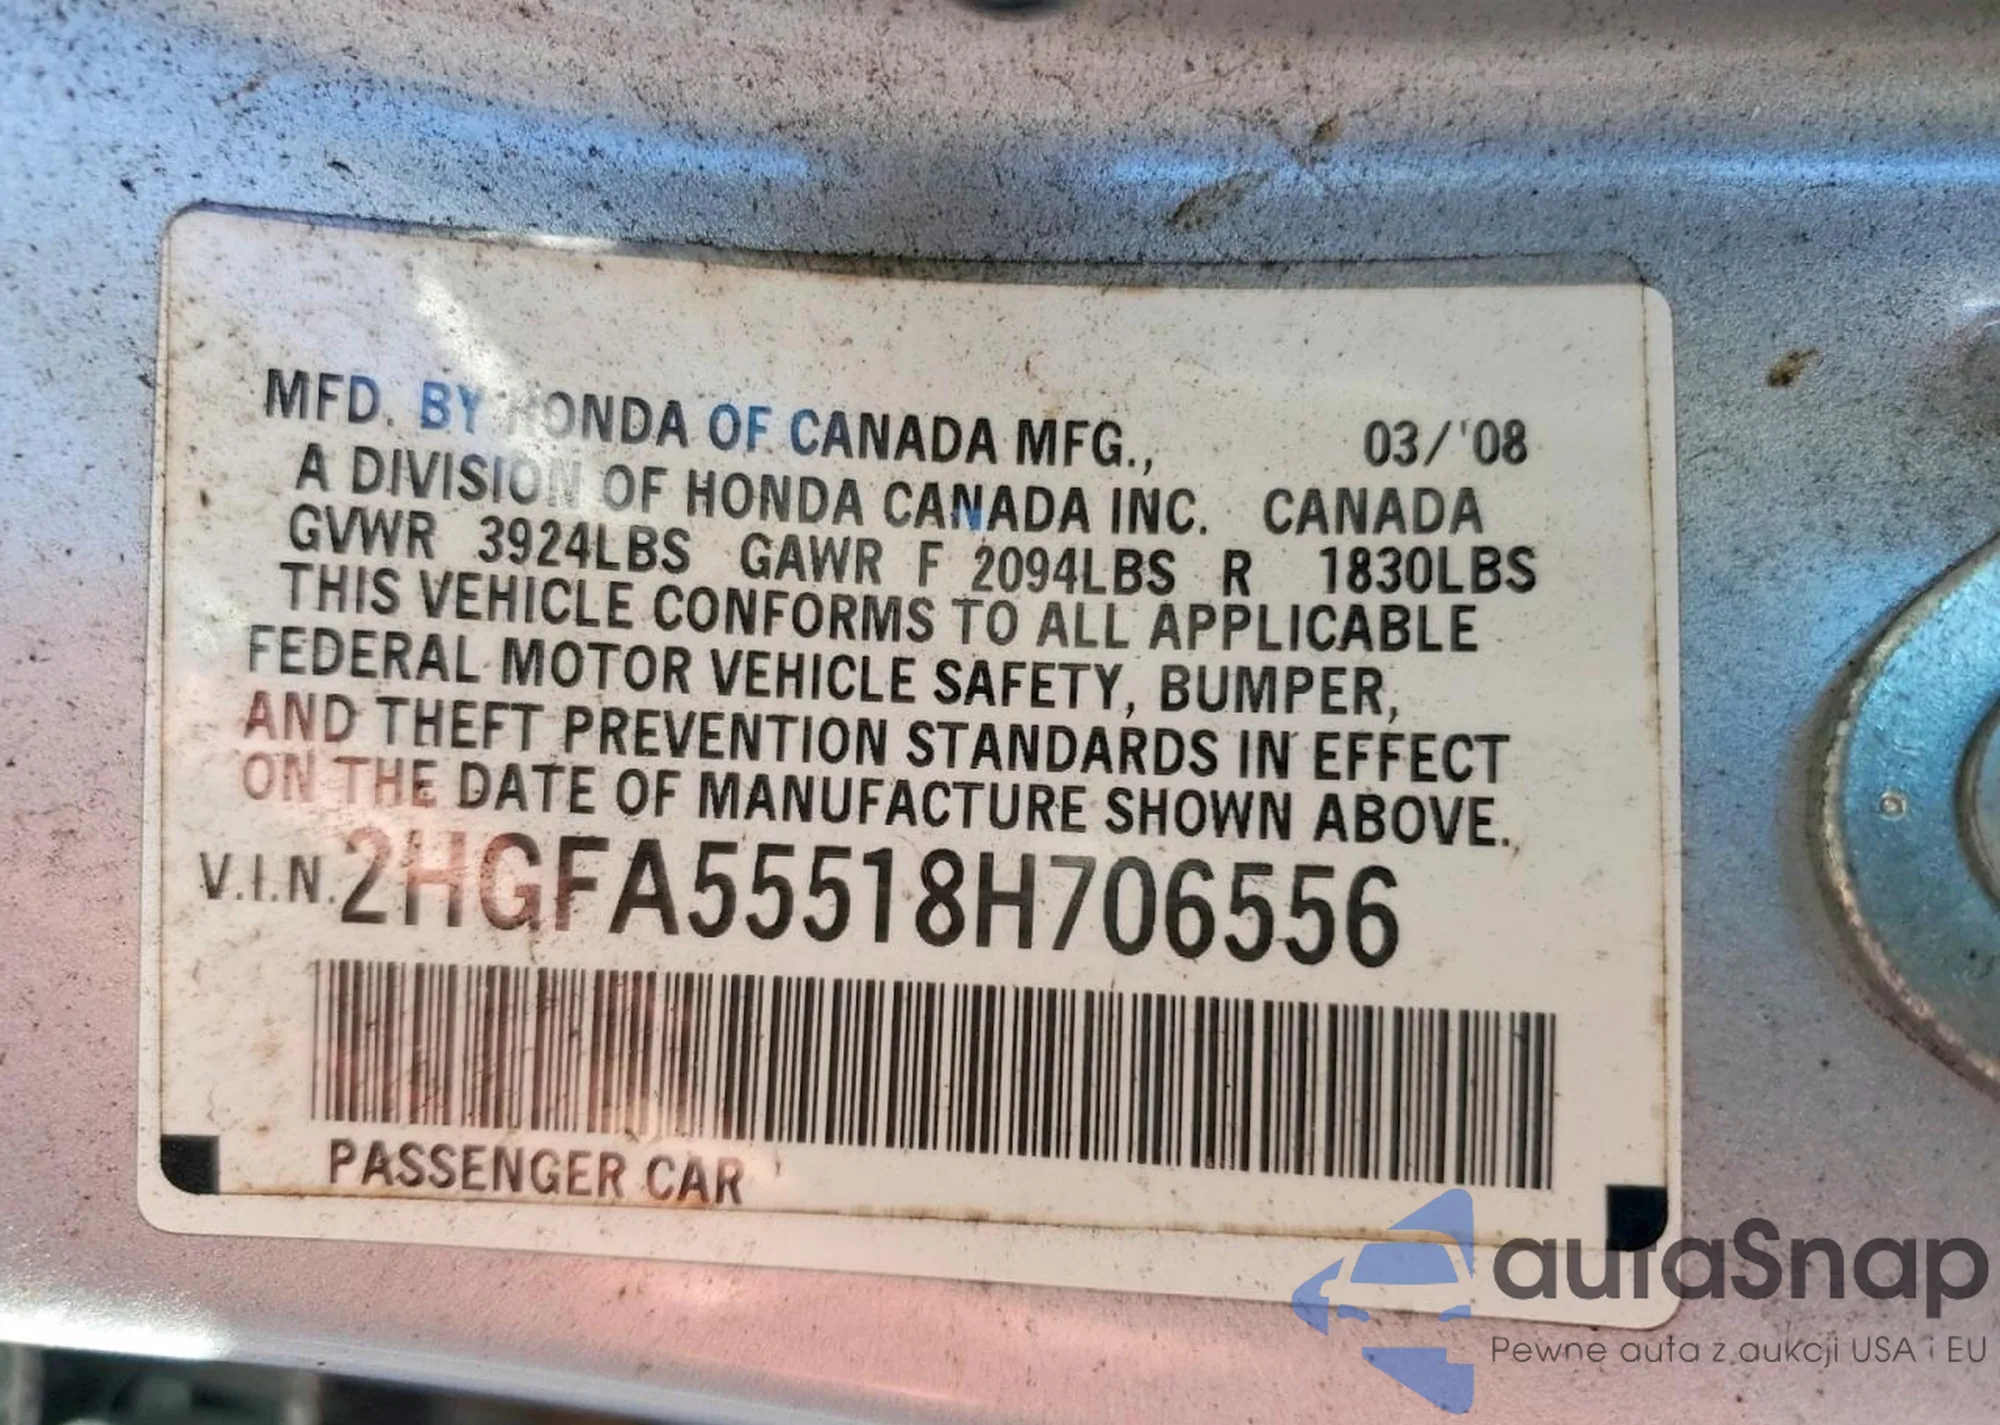 MFD. BY HONDA OF CANADA MFG., 03/'08
A DIVISION OF HONDA CANADA INC. CANADA
GVWR 3924LBS GAWR F 2094LBS R 1830LBS
THIS VEHICLE CONFORMS TO ALL APPLICABLE
FEDERAL MOTOR VEHICLE SAFETY, BUMPER,
AND THEFT PREVENTION STANDARDS IN EFFECT
ON THE DATE OF MANUFACTURE SHOWN ABOVE.
V.I.N. 2HGFA55518H706556
PASSENGER CAR
autaSnap
Pewne auta z aukcji USA i EU